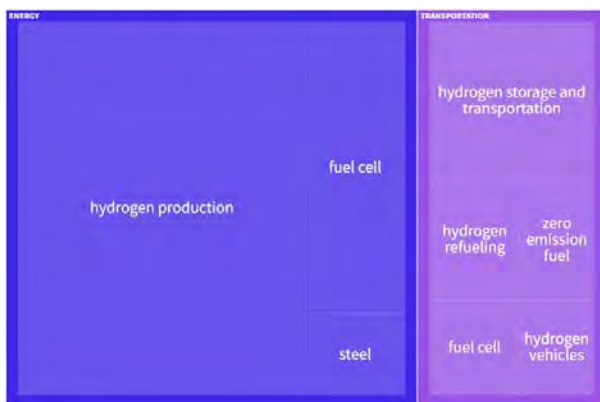 ENERGY
TRANSPORTATION
hydrogen production
fuel cell
steel
hydrogen storage and
transportation
hydrogen
refueling
zero
emission
fuel
fuel cell
hydrogen
vehicles